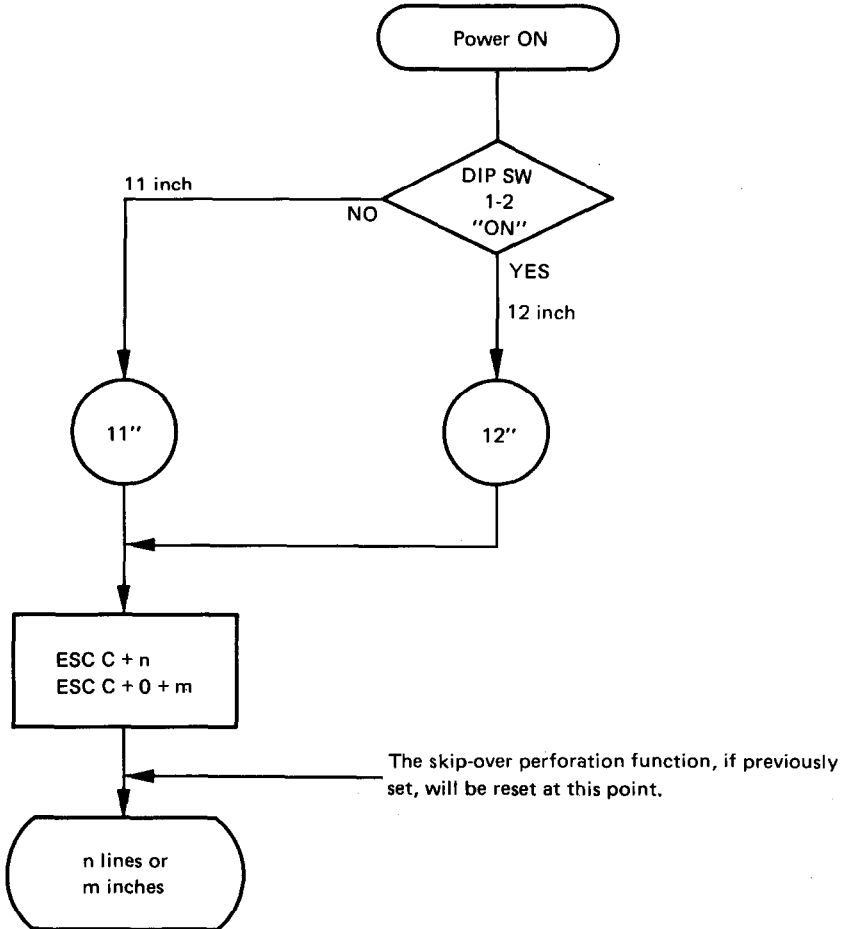 Power ON
DIP SW
1-2
"ON"
11 inch
NO
YES
12 inch
11"
12"
ESC C + n
ESC C + 0 + m
The skip-over perforation function, if previously
set, will be reset at this point.
n lines or
m inches